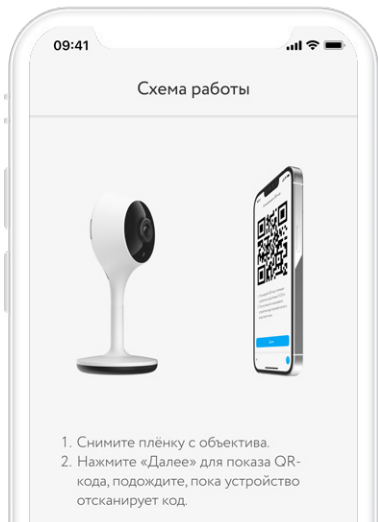 09:41
Схема работы
1. Снимите плёнку с объектива.
2. Нажмите «Далее» для показа QR-
кода, подождите, пока устройство
отсканирует код.